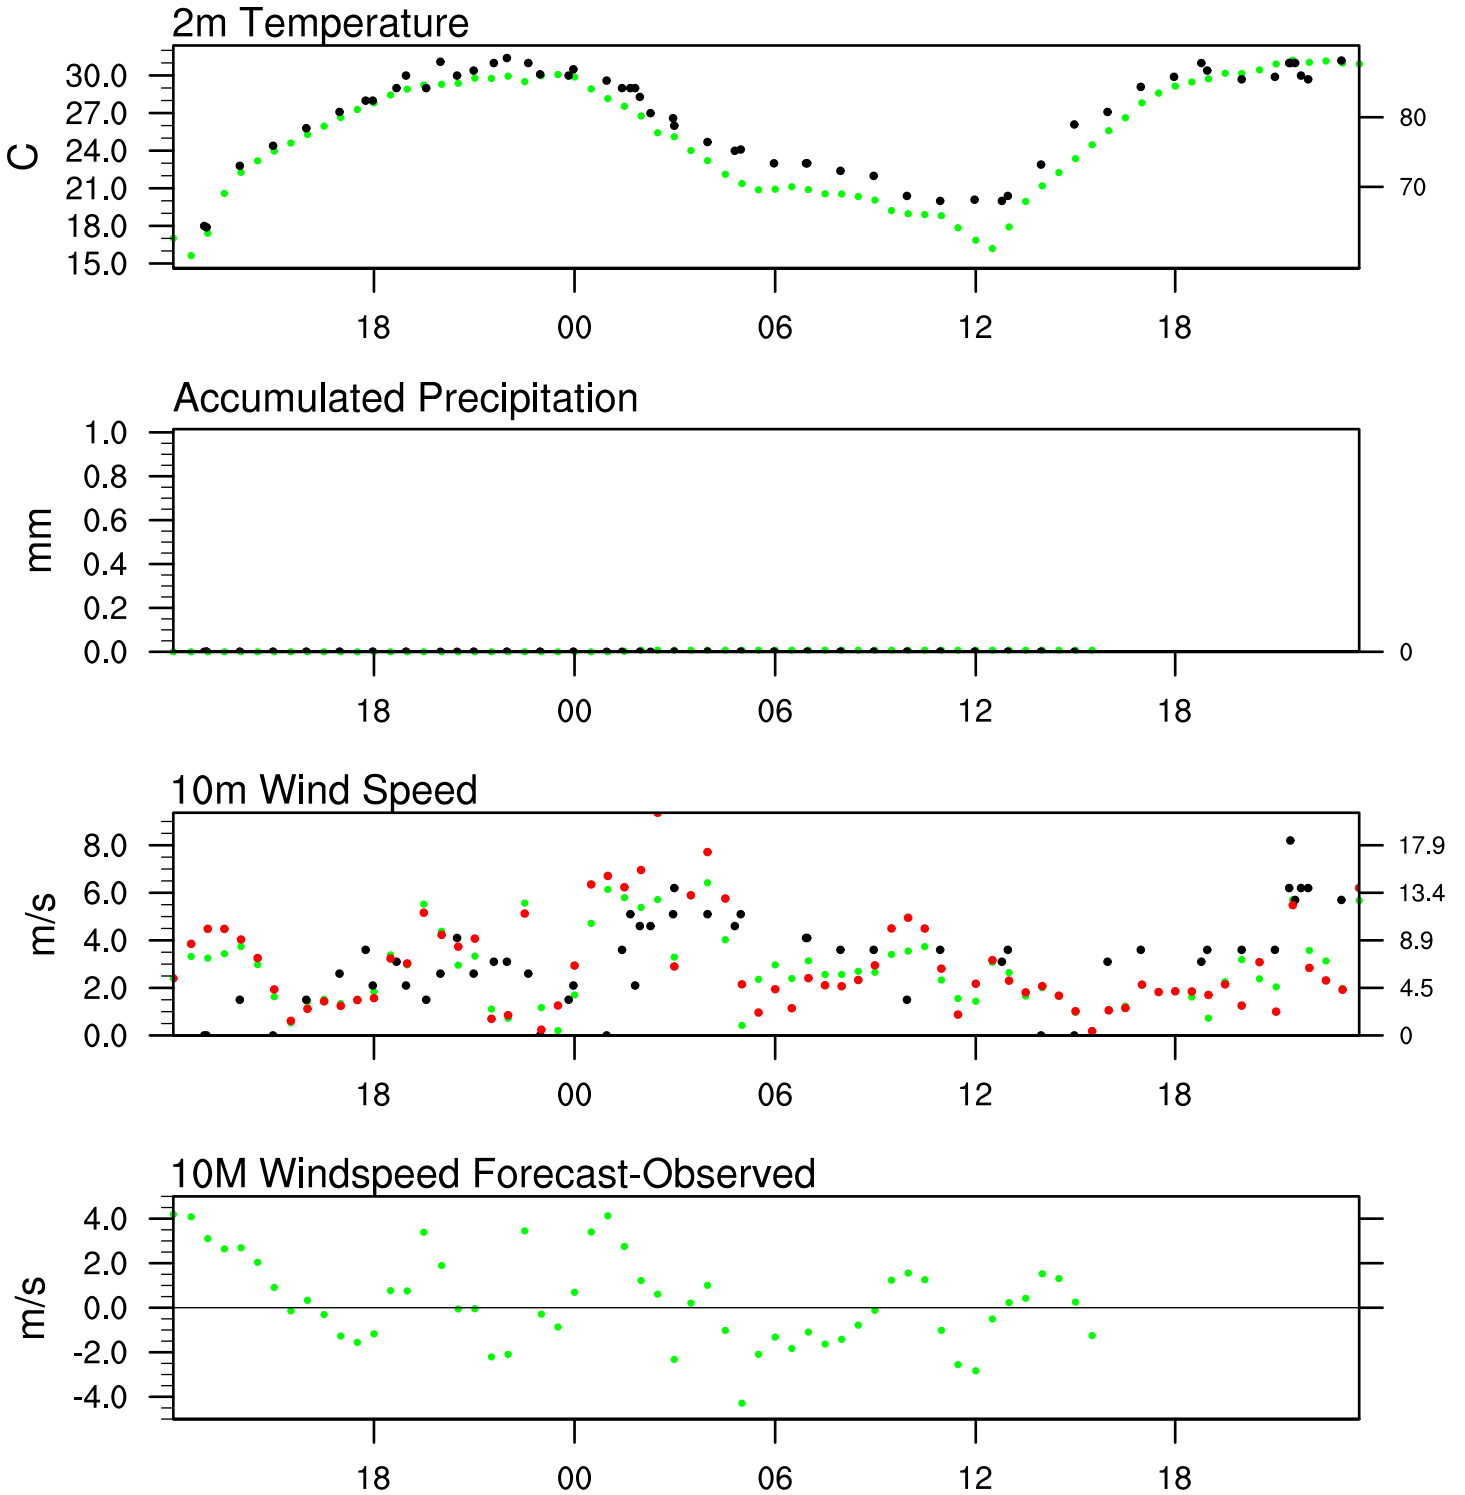 2m Temperature
30.0
27.0
24.0
21.0
18.0
15.0
C
80
70
18 00 06 12 18
Accumulated Precipitation
1.0
0.8
0.6
0.4
0.2
0.0
mm
0
18 00 06 12 18
10m Wind Speed
8.0
6.0
4.0
2.0
0.0
m/s
17.9
13.4
8.9
4.5
0
18 00 06 12 18
10M Windspeed Forecast-Observed
4.0
2.0
0.0
-2.0
-4.0
m/s
18 00 06 12 18